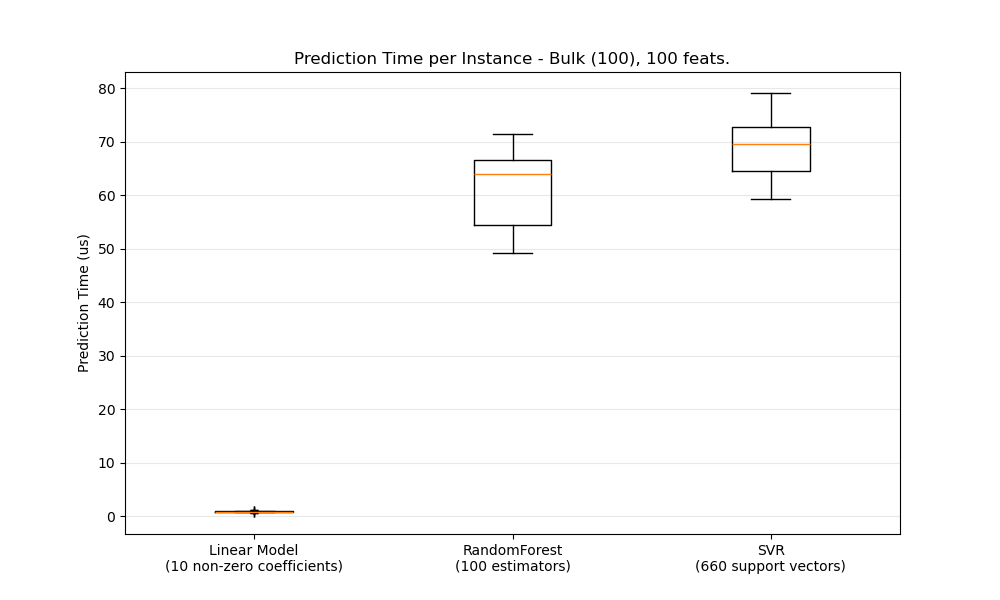 Prediction Time per Instance - Bulk (100), 100 feats.
80
70
60
50
40
30
20
10
0
Prediction Time (us)
Linear Model
(10 non-zero coefficients)
RandomForest
(100 estimators)
SVR
(660 support vectors)